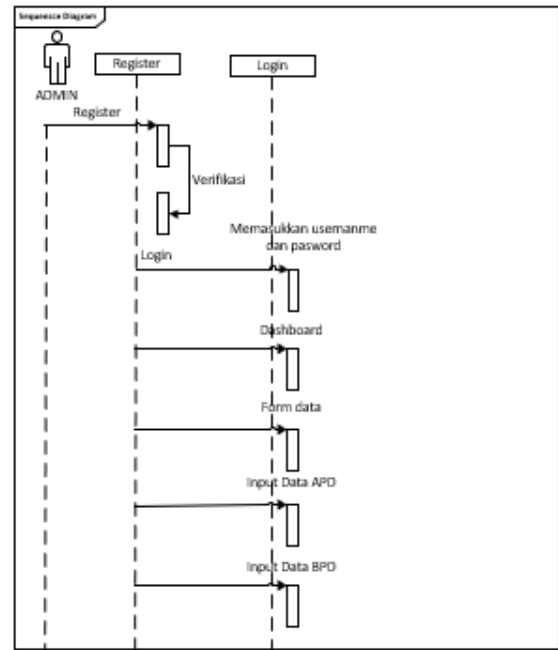 Sequence Diagram
Register
Login
ADMIN
Register
Verifikasi
Memasukkan usernanme
dan pasword
Login
Dashboard
Form data
Input Data APD
Input Data BPD